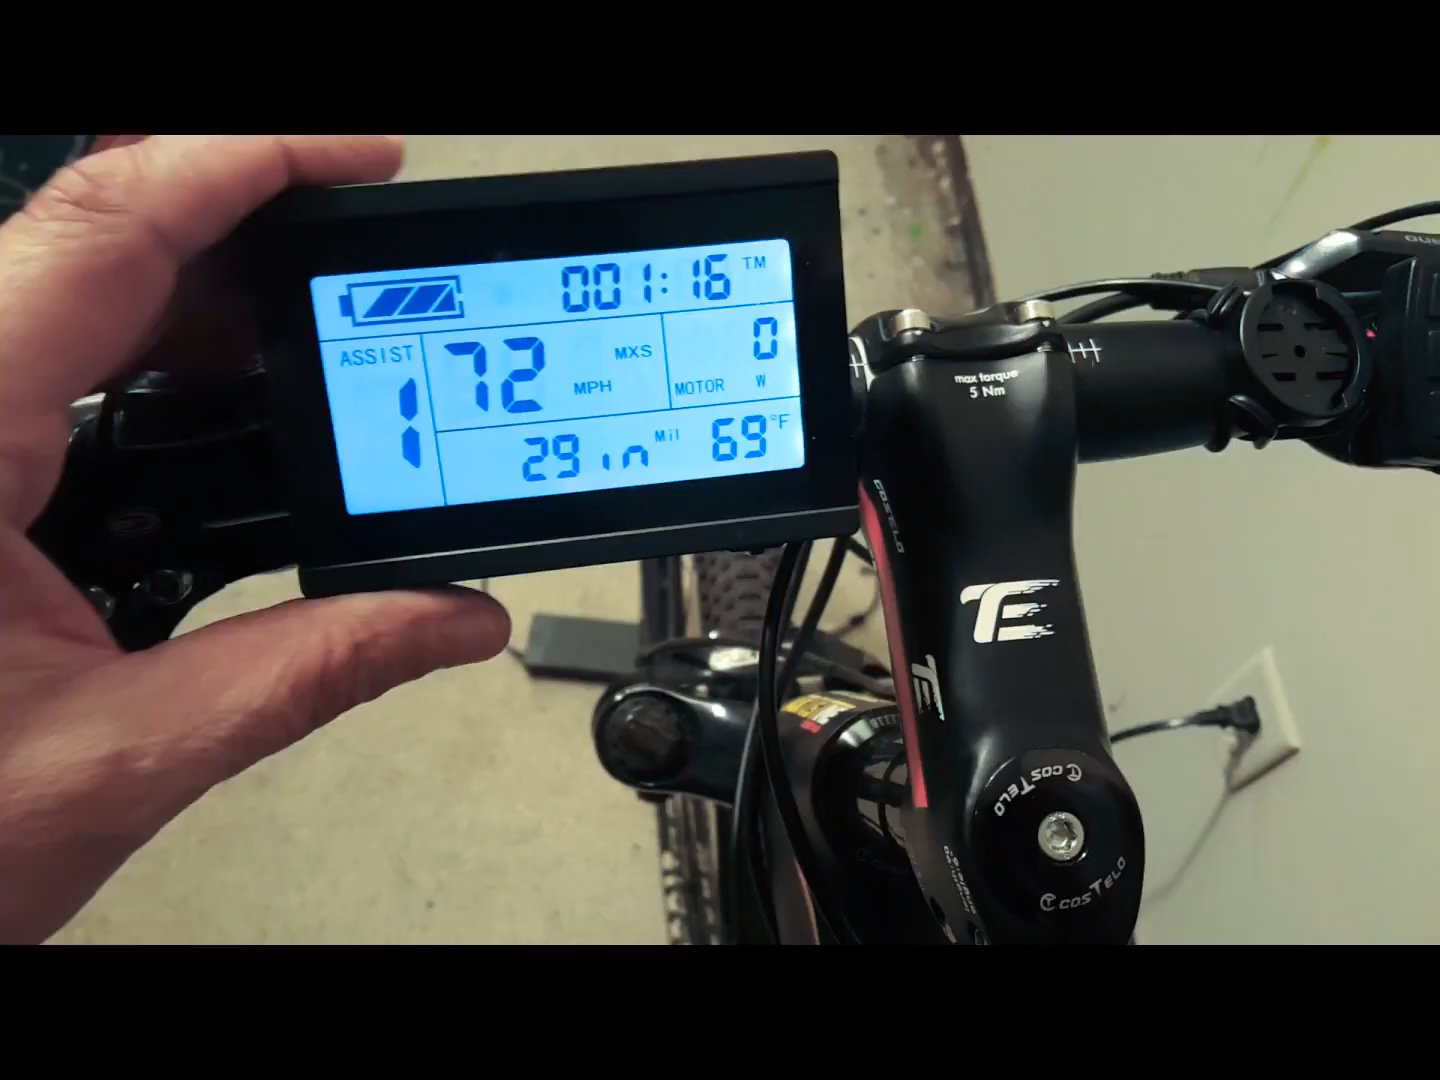 001:16 TM
ASSIST
1
72
MXS
MPH
0
MOTOR W
29 in Mil 69 °F
max torque
5 Nm
COSTELO
TE
TE
COSTELO
COSTELO